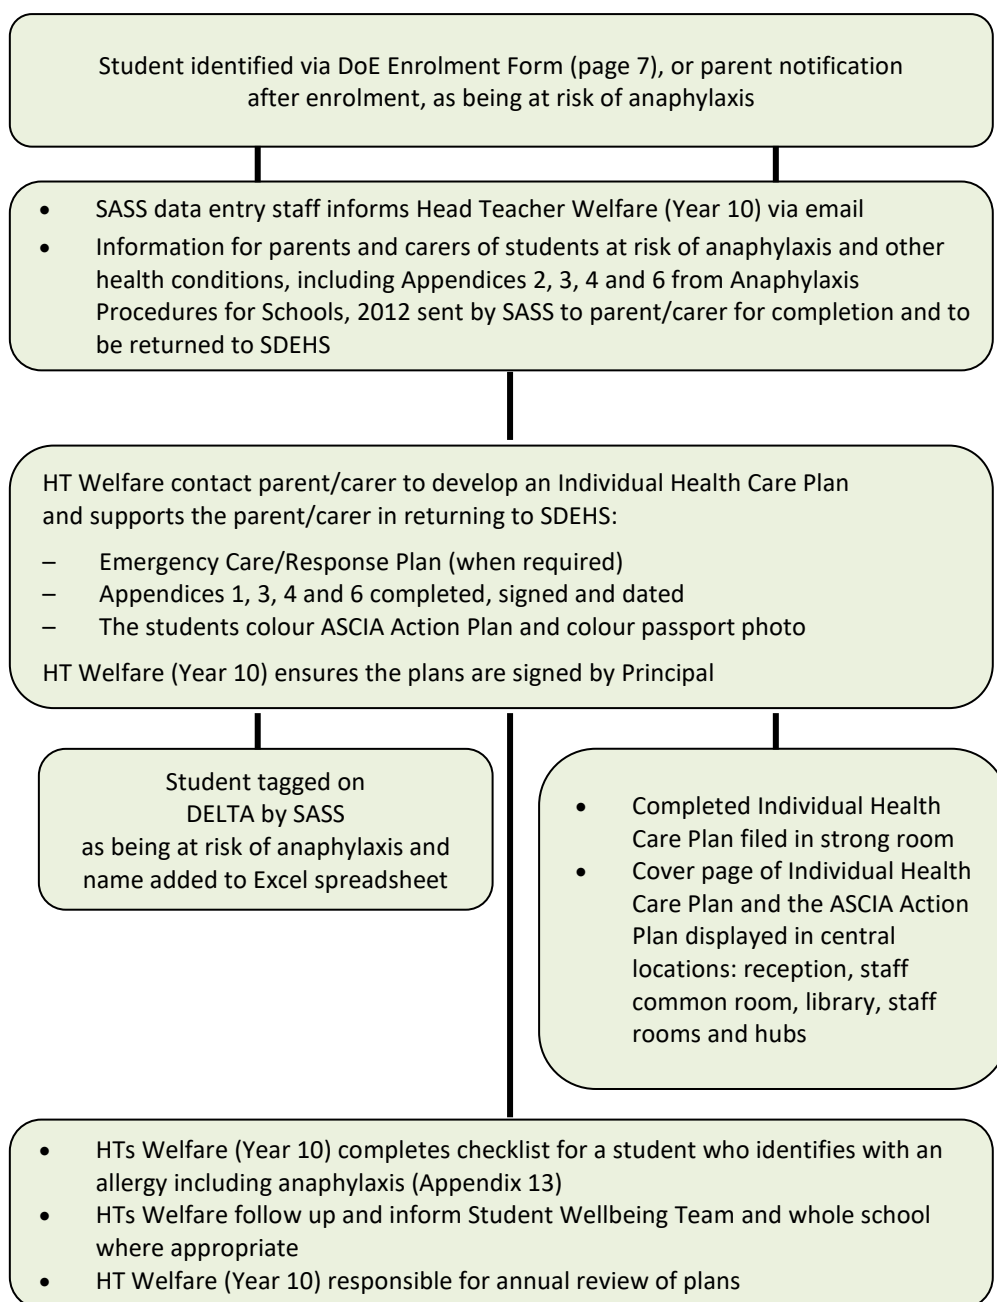 Student identified via DoE Enrolment Form (page 7), or parent notification
after enrolment, as being at risk of anaphylaxis
• SASS data entry staff informs Head Teacher Welfare (Year 10) via email
• Information for parents and carers of students at risk of anaphylaxis and other
health conditions, including Appendices 2, 3, 4 and 6 from Anaphylaxis
Procedures for Schools, 2012 sent by SASS to parent/carer for completion and to
be returned to SDEHS
HT Welfare contact parent/carer to develop an Individual Health Care Plan
and supports the parent/carer in returning to SDEHS:
– Emergency Care/Response Plan (when required)
– Appendices 1, 3, 4 and 6 completed, signed and dated
– The students colour ASCIA Action Plan and colour passport photo
HT Welfare (Year 10) ensures the plans are signed by Principal
Student tagged on
DELTA by SASS
as being at risk of anaphylaxis and
name added to Excel spreadsheet
• Completed Individual Health
Care Plan filed in strong room
• Cover page of Individual Health
Care Plan and the ASCIA Action
Plan displayed in central
locations: reception, staff
common room, library, staff
rooms and hubs
• HTs Welfare (Year 10) completes checklist for a student who identifies with an
allergy including anaphylaxis (Appendix 13)
• HTs Welfare follow up and inform Student Wellbeing Team and whole school
where appropriate
• HT Welfare (Year 10) responsible for annual review of plans